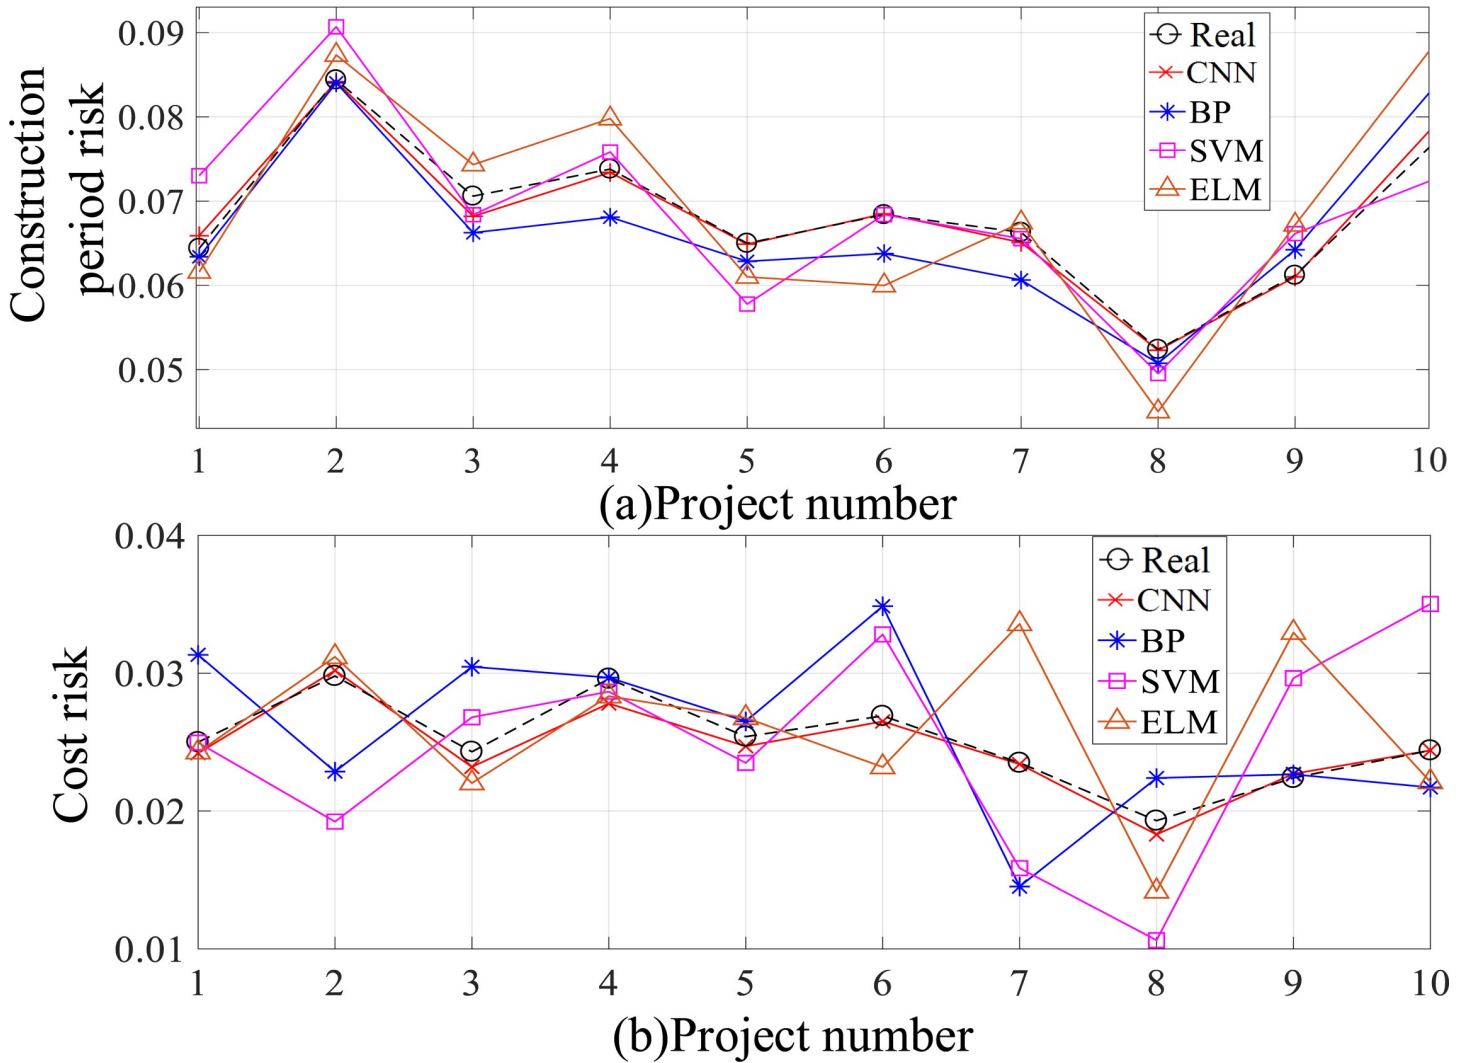 Construction
period risk
0.09
0.08
0.07
0.06
0.05
Real
CNN
BP
SVM
ELM
1 2 3 4 5 6 7 8 9 10
(a)Project number
Cost risk
0.04
0.03
0.02
0.01
Real
CNN
BP
SVM
ELM
1 2 3 4 5 6 7 8 9 10
(b)Project number